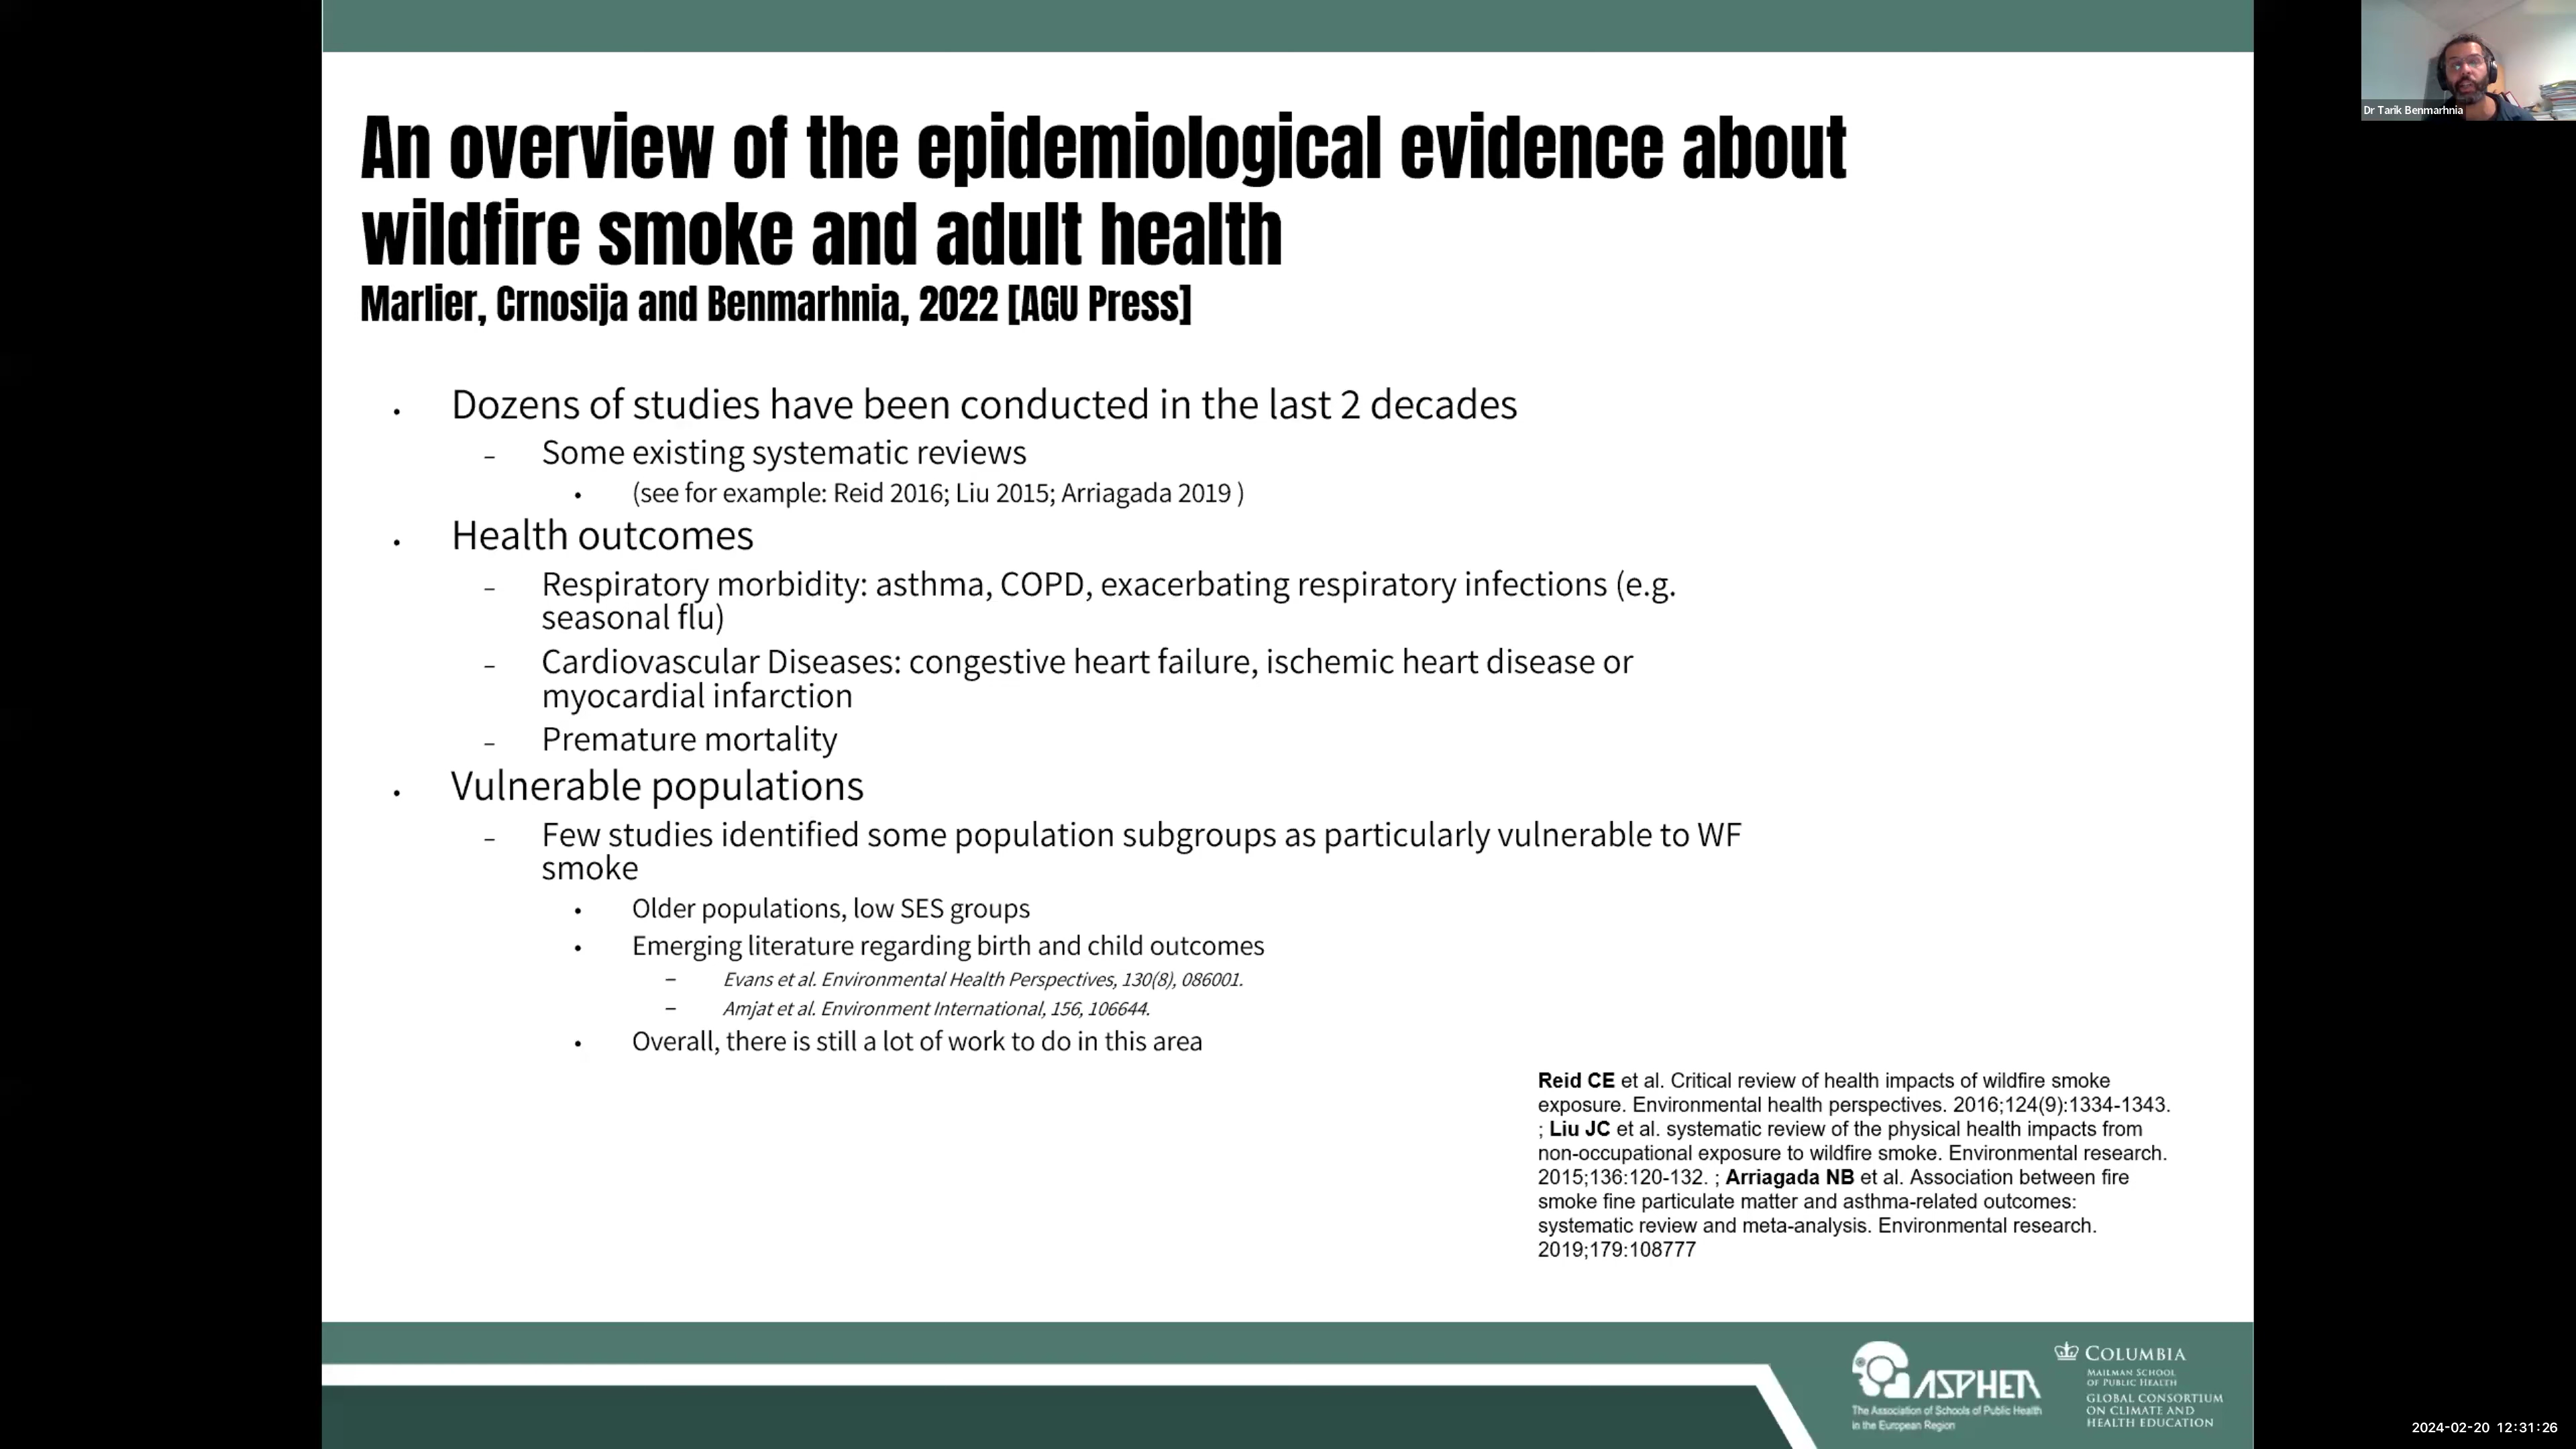 An overview of the epidemiological evidence about
wildfire smoke and adult health
Marlier, Crnosija and Benmarhnia, 2022 [AGU Press]
• Dozens of studies have been conducted in the last 2 decades
– Some existing systematic reviews
• (see for example: Reid 2016; Liu 2015; Arriagada 2019 )
• Health outcomes
– Respiratory morbidity: asthma, COPD, exacerbating respiratory infections (e.g.
seasonal flu)
– Cardiovascular Diseases: congestive heart failure, ischemic heart disease or
myocardial infarction
– Premature mortality
• Vulnerable populations
– Few studies identified some population subgroups as particularly vulnerable to WF
smoke
• Older populations, low SES groups
• Emerging literature regarding birth and child outcomes
– Evans et al. Environmental Health Perspectives, 130(8), 086001.
– Amjat et al. Environment International, 156, 106644.
• Overall, there is still a lot of work to do in this area
Reid CE et al. Critical review of health impacts of wildfire smoke
exposure. Environmental health perspectives. 2016;124(9):1334-1343.
; Liu JC et al. systematic review of the physical health impacts from
non-occupational exposure to wildfire smoke. Environmental research.
2015;136:120-132. ; Arriagada NB et al. Association between fire
smoke fine particulate matter and asthma-related outcomes:
systematic review and meta-analysis. Environmental research.
2019;179:108777
ASPHER
The Association of Schools of Public Health
in the European Region
COLUMBIA
MAILMAN SCHOOL
OF PUBLIC HEALTH
GLOBAL CONSORTIUM
ON CLIMATE AND
HEALTH EDUCATION
Dr Tarik Benmarhnia
2024-02-20 12:31:26